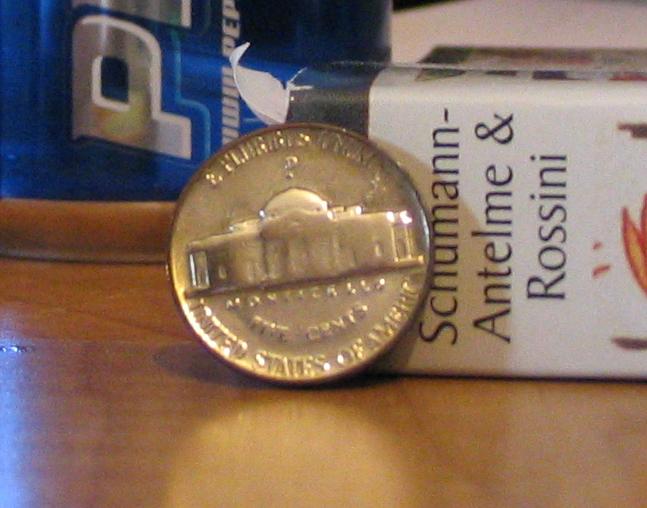 E PLURIBUS UNUM
P
MONTICELLO
FIVE CENTS
UNITED STATES OF AMERICA
Schumann-
Antelme &
Rossini